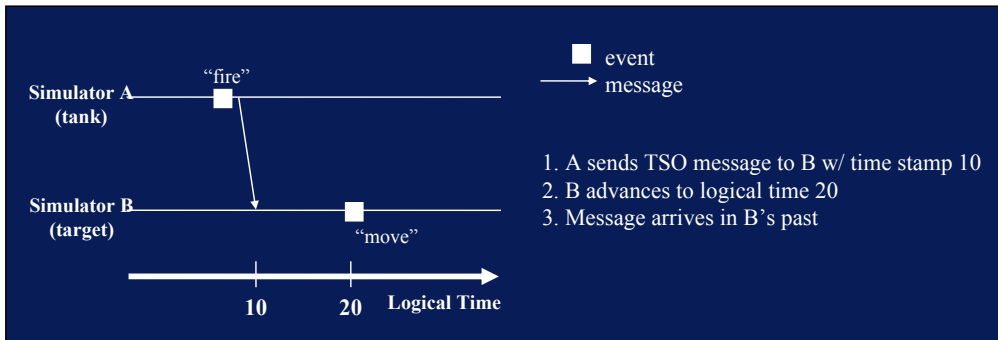 “fire”
Simulator A
(tank)
Simulator B
(target)
“move”
10
20
Logical Time
event
message
1. A sends TSO message to B w/ time stamp 10
2. B advances to logical time 20
3. Message arrives in B’s past